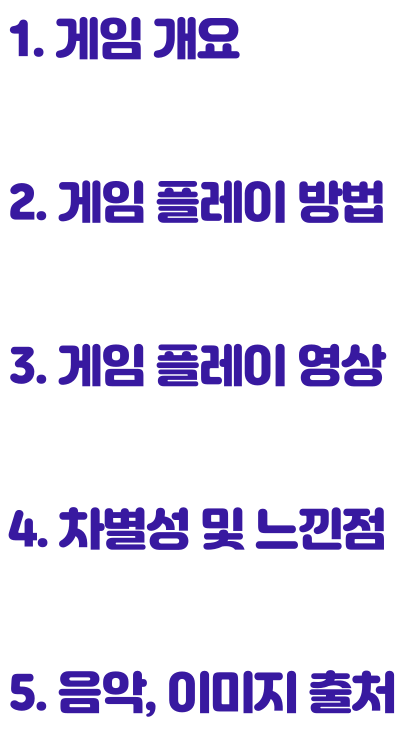 1. 게임 개요
2. 게임 플레이 방법
3. 게임 플레이 영상
4. 차별성 및 느낀점
5. 음악, 이미지 출처